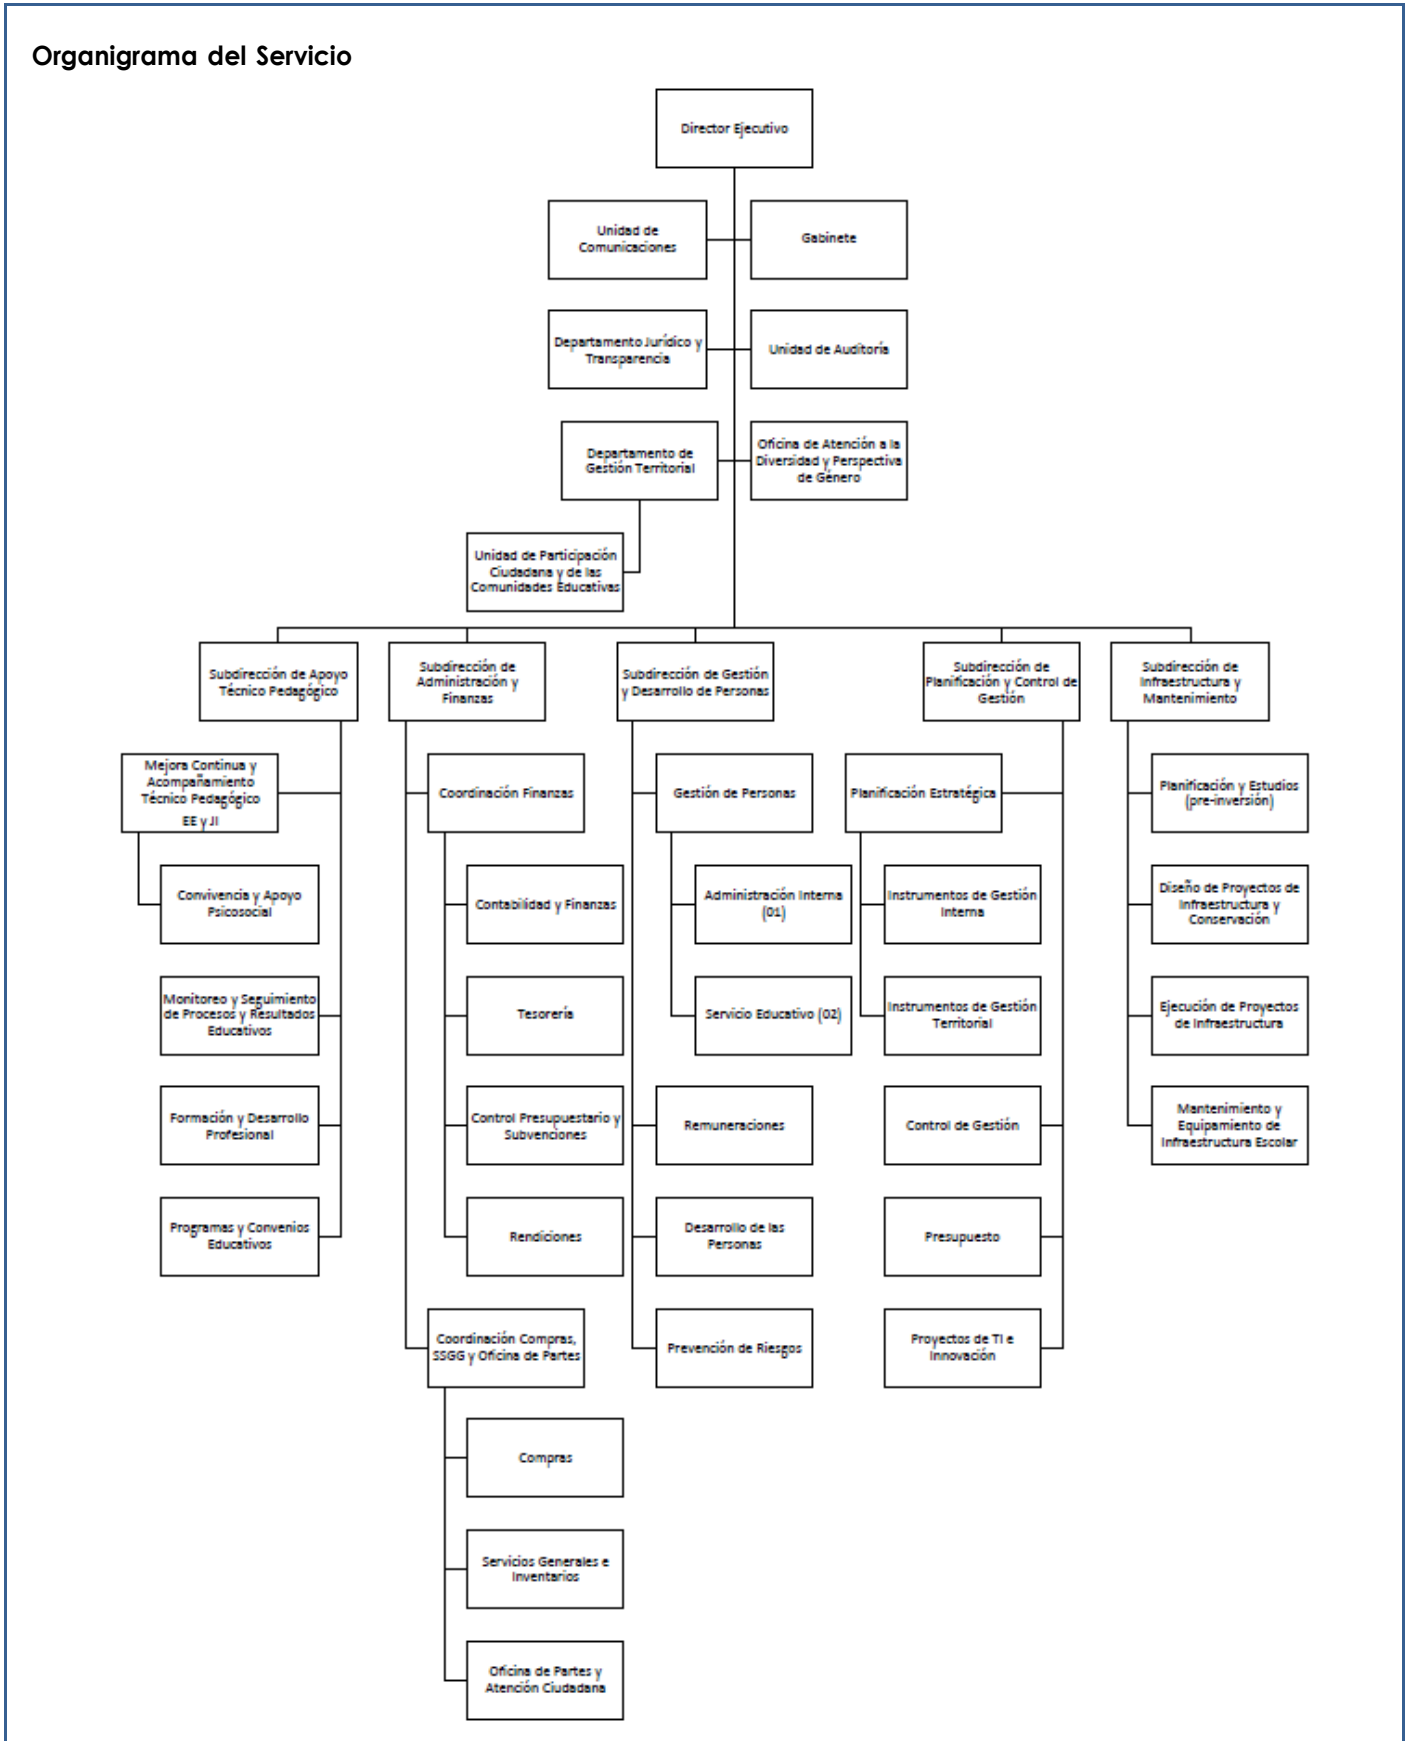 Organigrama del Servicio
Director Ejecutivo
Unidad de
Comunicaciones
Gabinete
Departamento Jurídico y
Transparencia
Unidad de Auditoría
Departamento de
Gestión Territorial
Oficina de Atención a la
Diversidad y Perspectiva
de Género
Unidad de Participación
Ciudadana y de las
Comunidades Educativas
Subdirección de Apoyo
Técnico Pedagógico
Subdirección de
Administración y
Finanzas
Subdirección de Gestión
y Desarrollo de Personas
Subdirección de
Planificación y Control de
Gestión
Subdirección de
Infraestructura y
Mantenimiento
Mejora Continua y
Acompañamiento
Técnico Pedagógico
EE y JI
Convivencia y Apoyo
Psicosocial
Monitoreo y Seguimiento
de Procesos y Resultados
Educativos
Formación y Desarrollo
Profesional
Programas y Convenios
Educativos
Coordinación Finanzas
Contabilidad y Finanzas
Tesorería
Control Presupuestario y
Subvenciones
Rendiciones
Coordinación Compras,
SSGG y Oficina de Partes
Compras
Servicios Generales e
Inventarios
Oficina de Partes y
Atención Ciudadana
Gestión de Personas
Administración Interna
(01)
Servicio Educativo (02)
Remuneraciones
Desarrollo de las
Personas
Prevención de Riesgos
Planificación Estratégica
Instrumentos de Gestión
Interna
Instrumentos de Gestión
Territorial
Control de Gestión
Presupuesto
Proyectos de TI e
Innovación
Planificación y Estudios
(pre-inversión)
Diseño de Proyectos de
Infraestructura y
Conservación
Ejecución de Proyectos
de Infraestructura
Mantenimiento y
Equipamiento de
Infraestructura Escolar